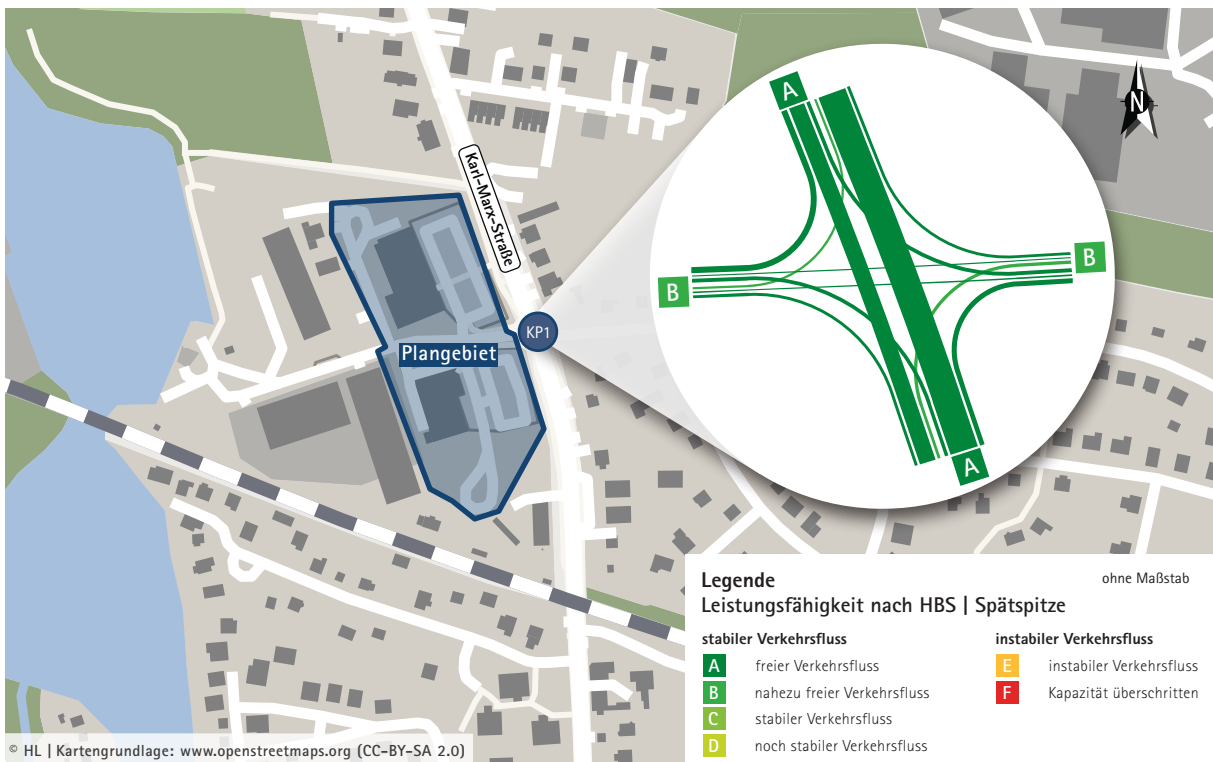 A
N
Karl-Marx-Straße
B
B
KP1
Plangebiet
A
Legende
ohne Maßstab
Leistungsfähigkeit nach HBS | Spätspitze
stabiler Verkehrsfluss
A freier Verkehrsfluss
B nahezu freier Verkehrsfluss
C stabiler Verkehrsfluss
D noch stabiler Verkehrsfluss
instabiler Verkehrsfluss
E instabiler Verkehrsfluss
F Kapazität überschritten
© HL | Kartengrundlage: www.openstreetmaps.org (CC-BY-SA 2.0)